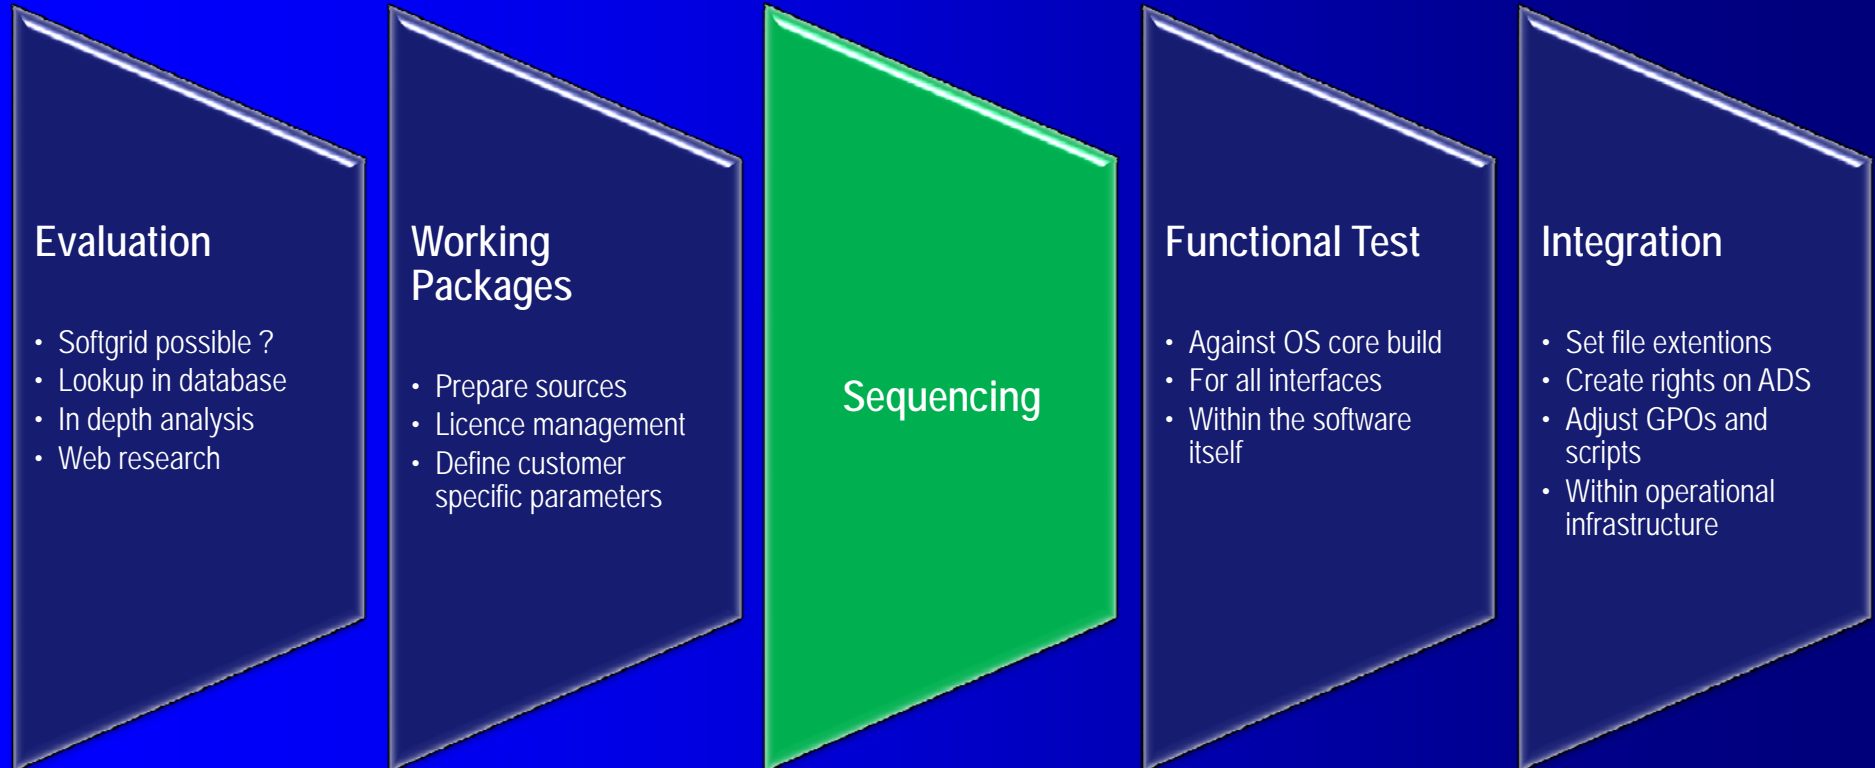 Evaluation
• Softgrid possible ?
• Lookup in database
• In depth analysis
• Web research
Working
Packages
• Prepare sources
• Licence management
• Define customer
specific parameters
Sequencing
Functional Test
• Against OS core build
• For all interfaces
• Within the software
itself
Integration
• Set file extentions
• Create rights on ADS
• Adjust GPOs and
scripts
• Within operational
infrastructure